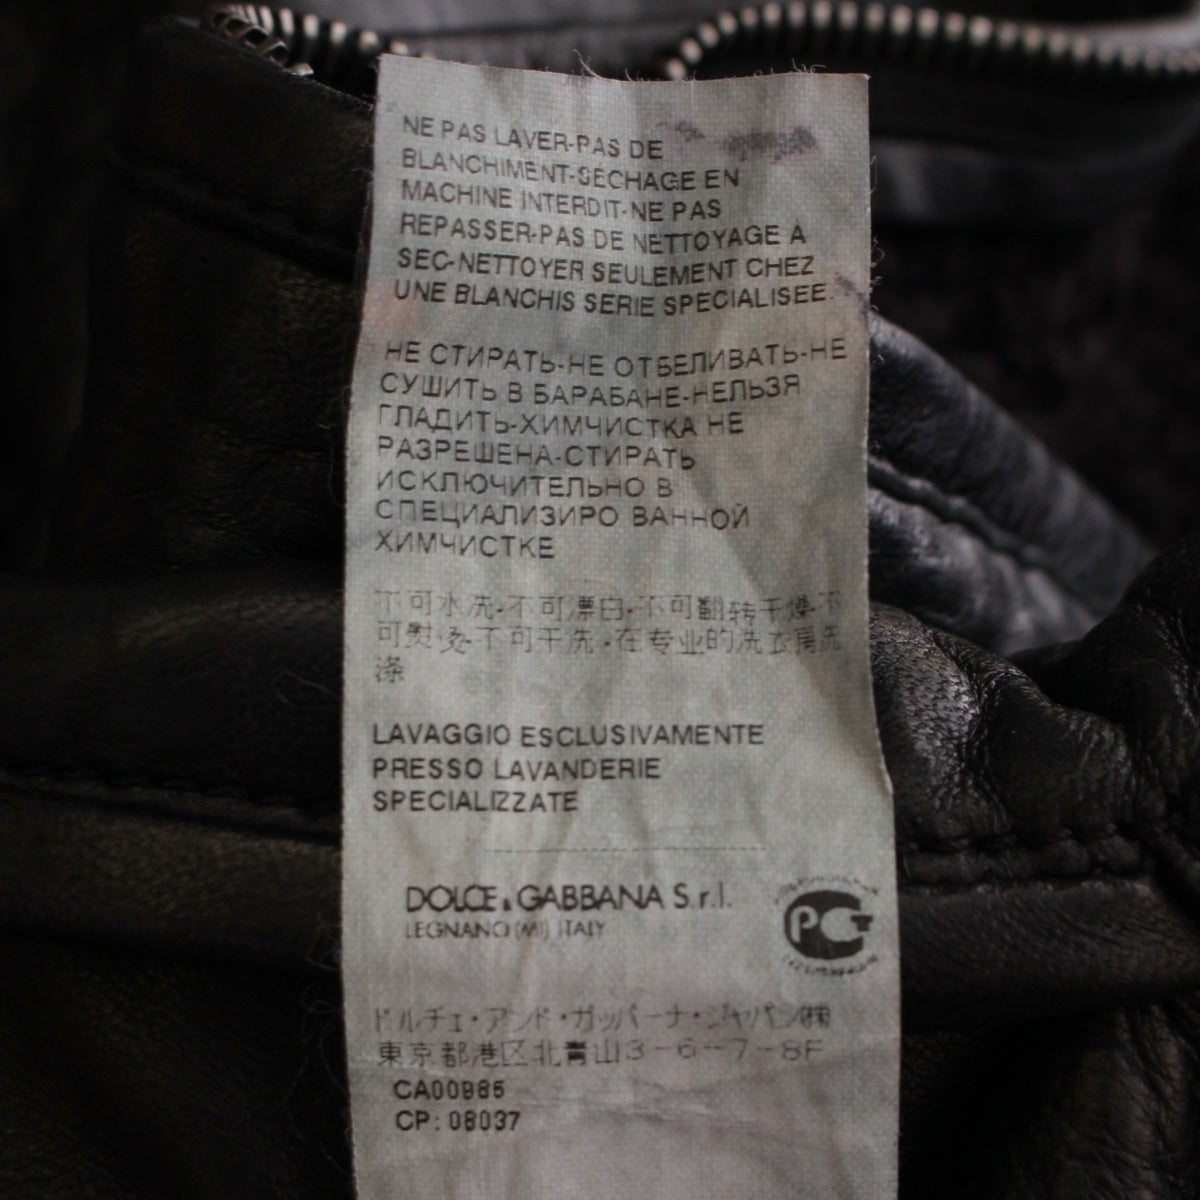 NE PAS LAVER-PAS DE
BLANCHIMENT-SÉCHAGE EN
MACHINE INTERDIT-NE PAS
REPASSER-PAS DE NETTOYAGE A
SEC-NETTOYER SEULEMENT CHEZ
UNE BLANCHIS SERIE SPECIALISEE.
НЕ СТИРАТЬ-НЕ ОТБЕЛИВАТЬ-НЕ
СУШИТЬ В БАРАБАНЕ-НЕЛЬЗЯ
ГЛАДИТЬ-ХИМЧИСТКА НЕ
РАЗРЕШЕНА-СТИРАТЬ
ИСКЛЮЧИТЕЛЬНО В
СПЕЦИАЛИЗИРО ВАННОЙ
ХИМЧИСТКЕ
不可水洗·不可漂白·不可翻转干燥·不
可熨烫·不可干洗·在专业的洗衣房洗
涤
LAVAGGIO ESCLUSIVAMENTE
PRESSO LAVANDERIE
SPECIALIZZATE
DOLCE & GABBANA S.r.l.
LEGNANO (MI) ITALY
РСТ
ドルチェ・アンド・ガッバーナ・ジャパン㈱
東京都港区北青山3-6-7-8F
CA00986
CP: 08037